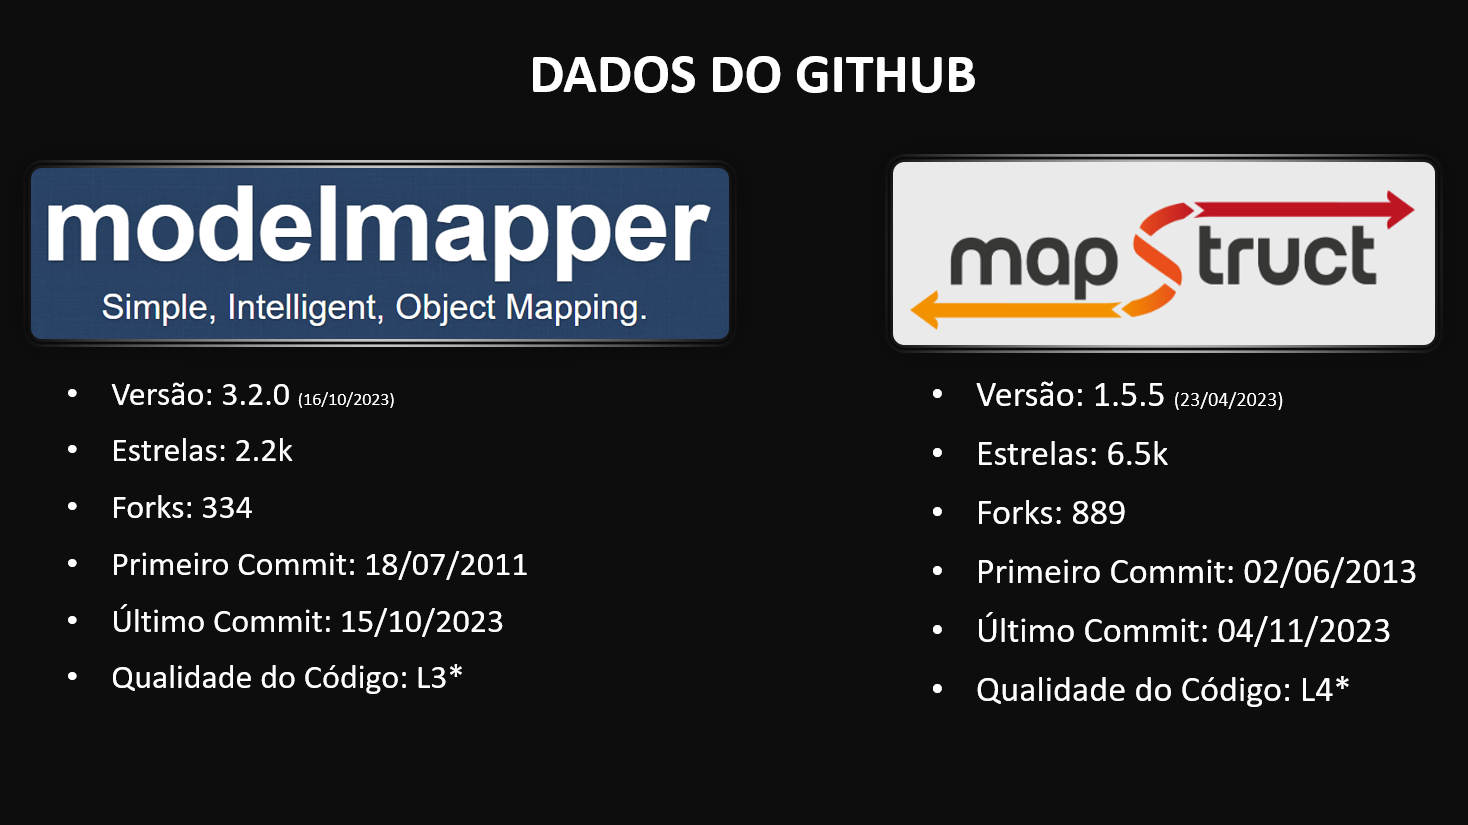 DADOS DO GITHUB
modelmapper
Simple, Intelligent, Object Mapping.
• Versão: 3.2.0 (16/10/2023)
• Estrelas: 2.2k
• Forks: 334
• Primeiro Commit: 18/07/2011
• Último Commit: 15/10/2023
• Qualidade do Código: L3*
mapStruct
• Versão: 1.5.5 (23/04/2023)
• Estrelas: 6.5k
• Forks: 889
• Primeiro Commit: 02/06/2013
• Último Commit: 04/11/2023
• Qualidade do Código: L4*